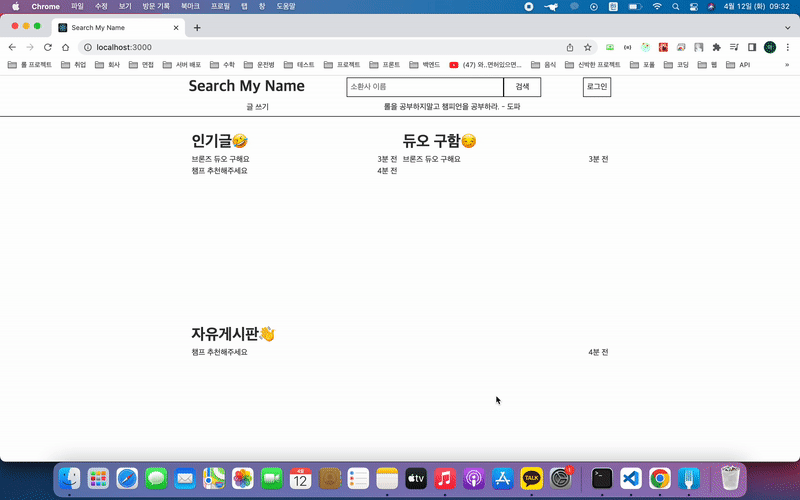 Chrome 파일 수정 보기 방문 기록 북마크 프로필 탭 창 도움말 한 4월 12일 (화) 09:32
Search My Name
localhost:3000
롤 프로젝트 취업 회사 면접 서버 배포 수학 운전병 테스트 프로젝트 프론트 백엔드 (47) 와..면허있으면... 음식 신박한 프로젝트 포폴 코딩 웹 API »
Search My Name 소환사 이름 검색 로그인
글 쓰기 롤을 공부하지말고 챔피언을 공부하라. - 도파
인기글🤣 듀오 구함😏
브론즈 듀오 구해요 3분 전 브론즈 듀오 구해요 3분 전
챔프 추천해주세요 4분 전
자유게시판👋
챔프 추천해주세요 4분 전
4월
12
tv
TALK
1